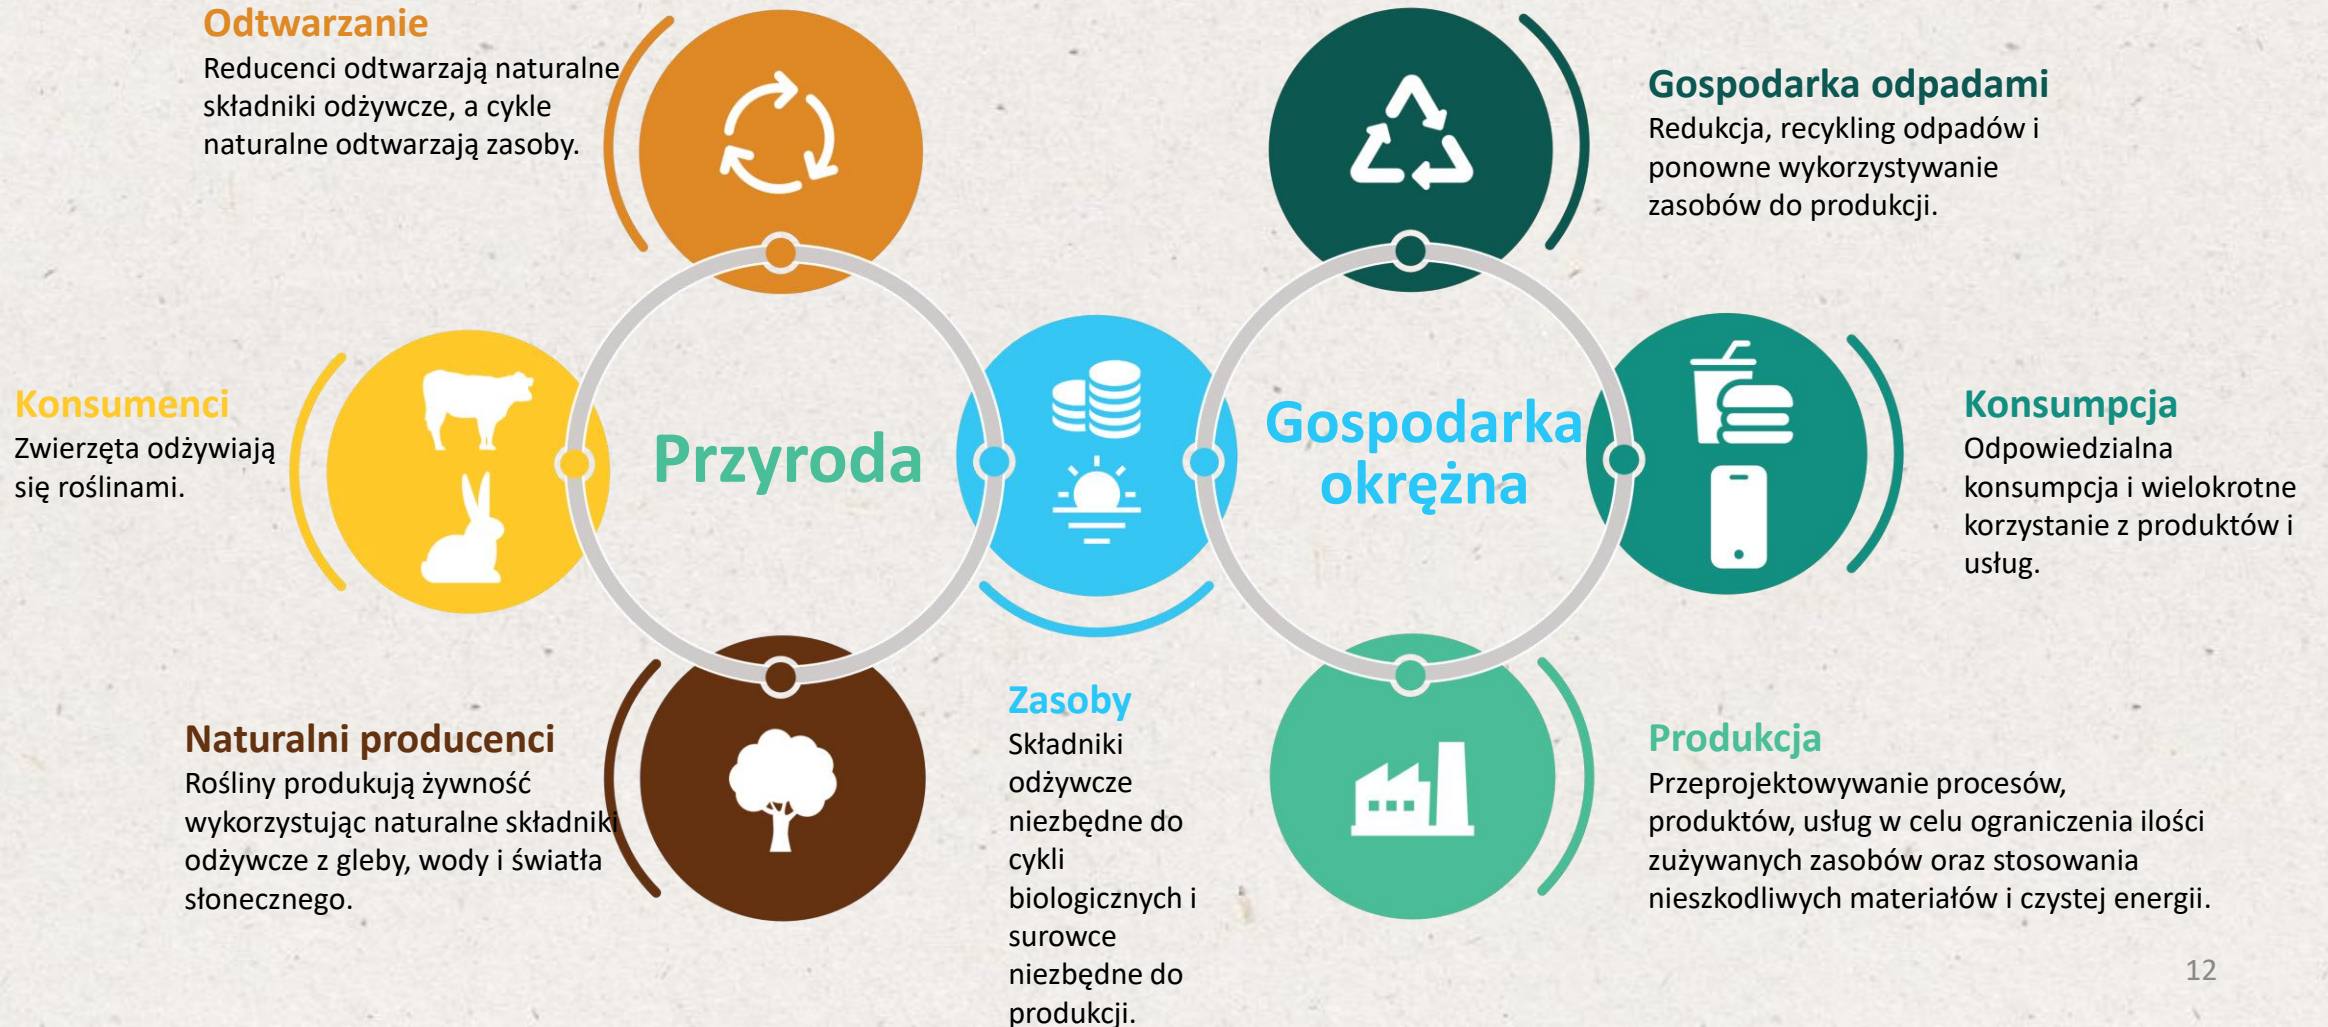 Odtwarzanie
Reducenci odtwarzają naturalne
składniki odżywcze, a cykle
naturalne odtwarzają zasoby.
Gospodarka odpadami
Redukcja, recykling odpadów i
ponowne wykorzystywanie
zasobów do produkcji.
Konsumenci
Zwierzęta odżywiają
się roślinami.
Przyroda
Gospodarka
okrężna
Konsumpcja
Odpowiedzialna
konsumpcja i wielokrotne
korzystanie z produktów i
usług.
Naturalni producenci
Rośliny produkują żywność
wykorzystując naturalne składniki
odżywcze z gleby, wody i światła
słonecznego.
Zasoby
Składniki
odżywcze
niezbędne do
cykli
biologicznych i
surowce
niezbędne do
produkcji.
Produkcja
Przeprojektowywanie procesów,
produktów, usług w celu ograniczenia ilości
zużywanych zasobów oraz stosowania
nieszkodliwych materiałów i czystej energii.
12